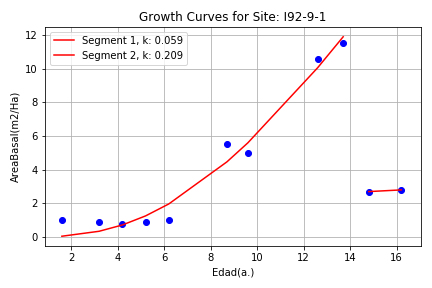 Growth Curves for Site: I92-9-1
Segment 1, k: 0.059
Segment 2, k: 0.209
AreaBasal(m2/Ha)
12
10
8
6
4
2
0
2 4 6 8 10 12 14 16
Edad(a.)